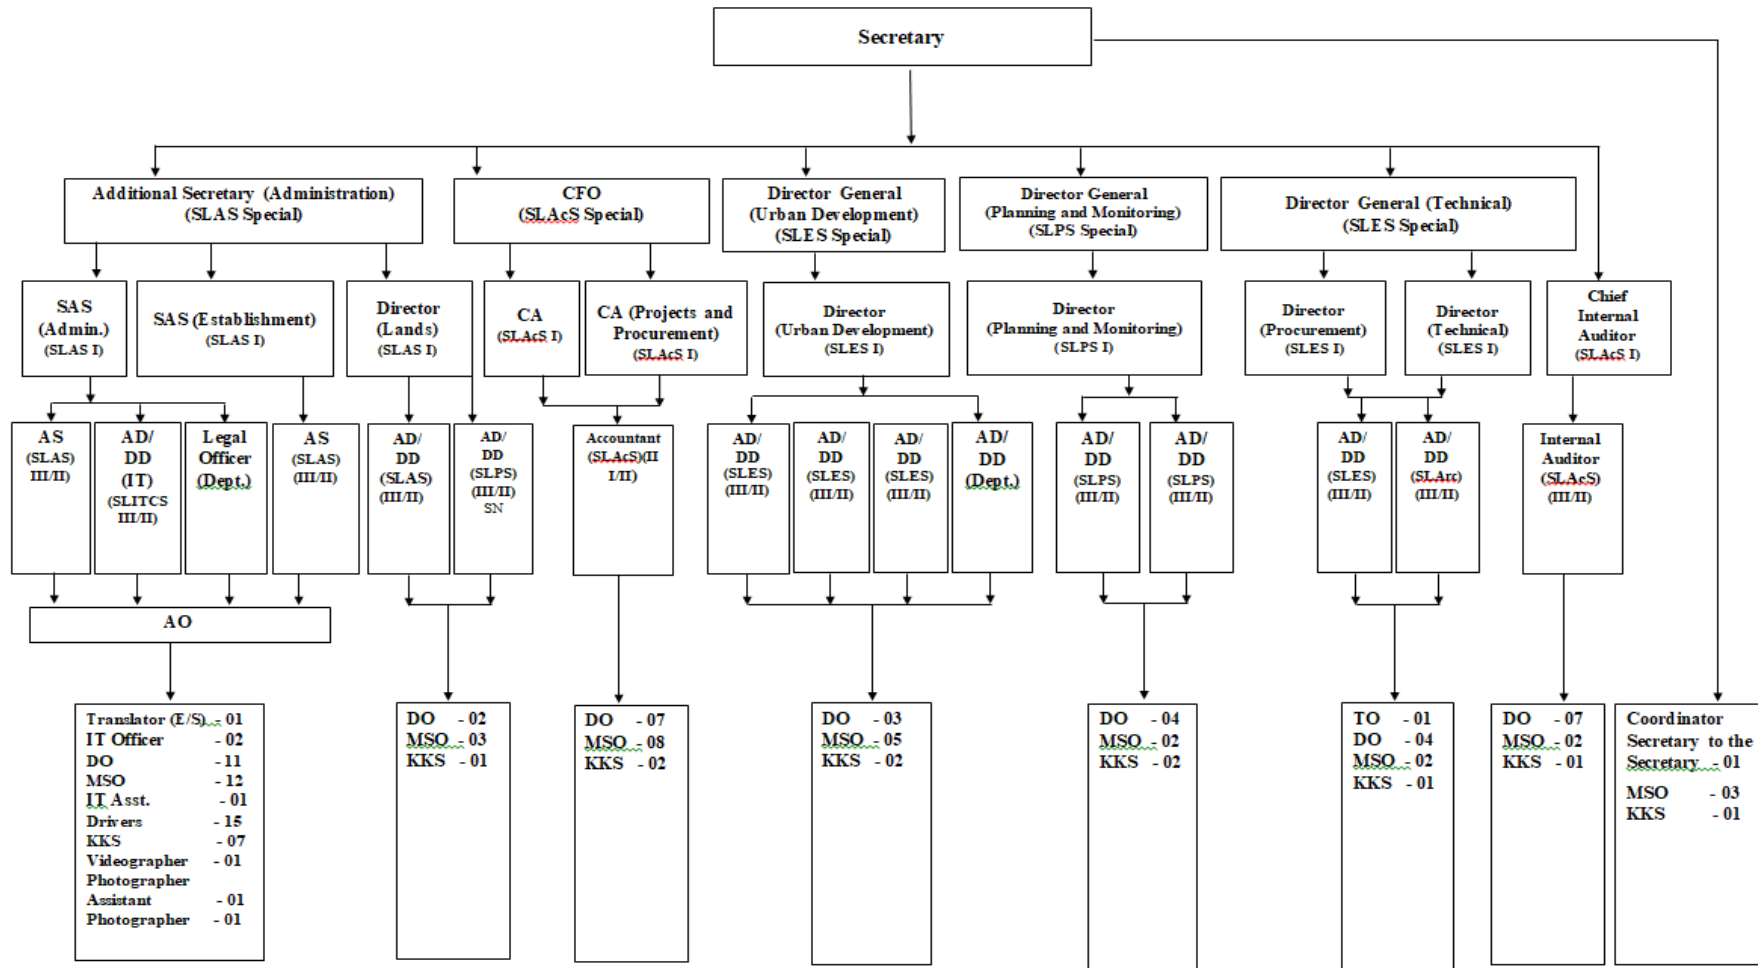 Secretary
Additional Secretary (Administration)
(SLAS Special)
CFO
(SLAcS Special)
Director General
(Urban Development)
(SLES Special)
Director General
(Planning and Monitoring)
(SLPS Special)
Director General (Technical)
(SLES Special)
SAS
(Admin.)
(SLAS I)
SAS (Establishment)
(SLAS I)
Director
(Lands)
(SLAS I)
CA
(SLAcS I)
CA (Projects and
Procurement)
(SLAcS I)
Director
(Urban Development)
(SLES I)
Director
(Planning and Monitoring)
(SLPS I)
Director
(Procurement)
(SLES I)
Director
(Technical)
(SLES I)
Chief
Internal
Auditor
(SLAcS I)
AS
(SLAS)
III/II)
AD/
DD
(IT)
(SLITCS
III/II)
Legal
Officer
(Dept.)
AS
(SLAS)
(III/II)
AD/
DD
(SLAS)
(III/II)
AD/
DD
(SLPS)
(III/II)
SN
Accountant
(SLAcS)(II
I/II)
AD/
DD
(SLES)
(III/II)
AD/
DD
(SLES)
(III/II)
AD/
DD
(SLES)
(III/II)
AD/
DD
(Dept.)
AD/
DD
(SLPS)
(III/II)
AD/
DD
(SLPS)
(III/II)
AD/
DD
(SLES)
(III/II)
AD/
DD
(SLArc)
(III/II)
Internal
Auditor
(SLAcS)
(III/II)
AO
Translator (E/S) - 01
IT Officer - 02
DO - 11
MSO - 12
IT Asst. - 01
Drivers - 15
KKS - 07
Videographer - 01
Photographer
Assistant - 01
Photographer - 01
DO - 02
MSO - 03
KKS - 01
DO - 07
MSO - 08
KKS - 02
DO - 03
MSO - 05
KKS - 02
DO - 04
MSO - 02
KKS - 02
TO - 01
DO - 04
MSO - 02
KKS - 01
DO - 07
MSO - 02
KKS - 01
Coordinator
Secretary to the
Secretary - 01
MSO - 03
KKS - 01